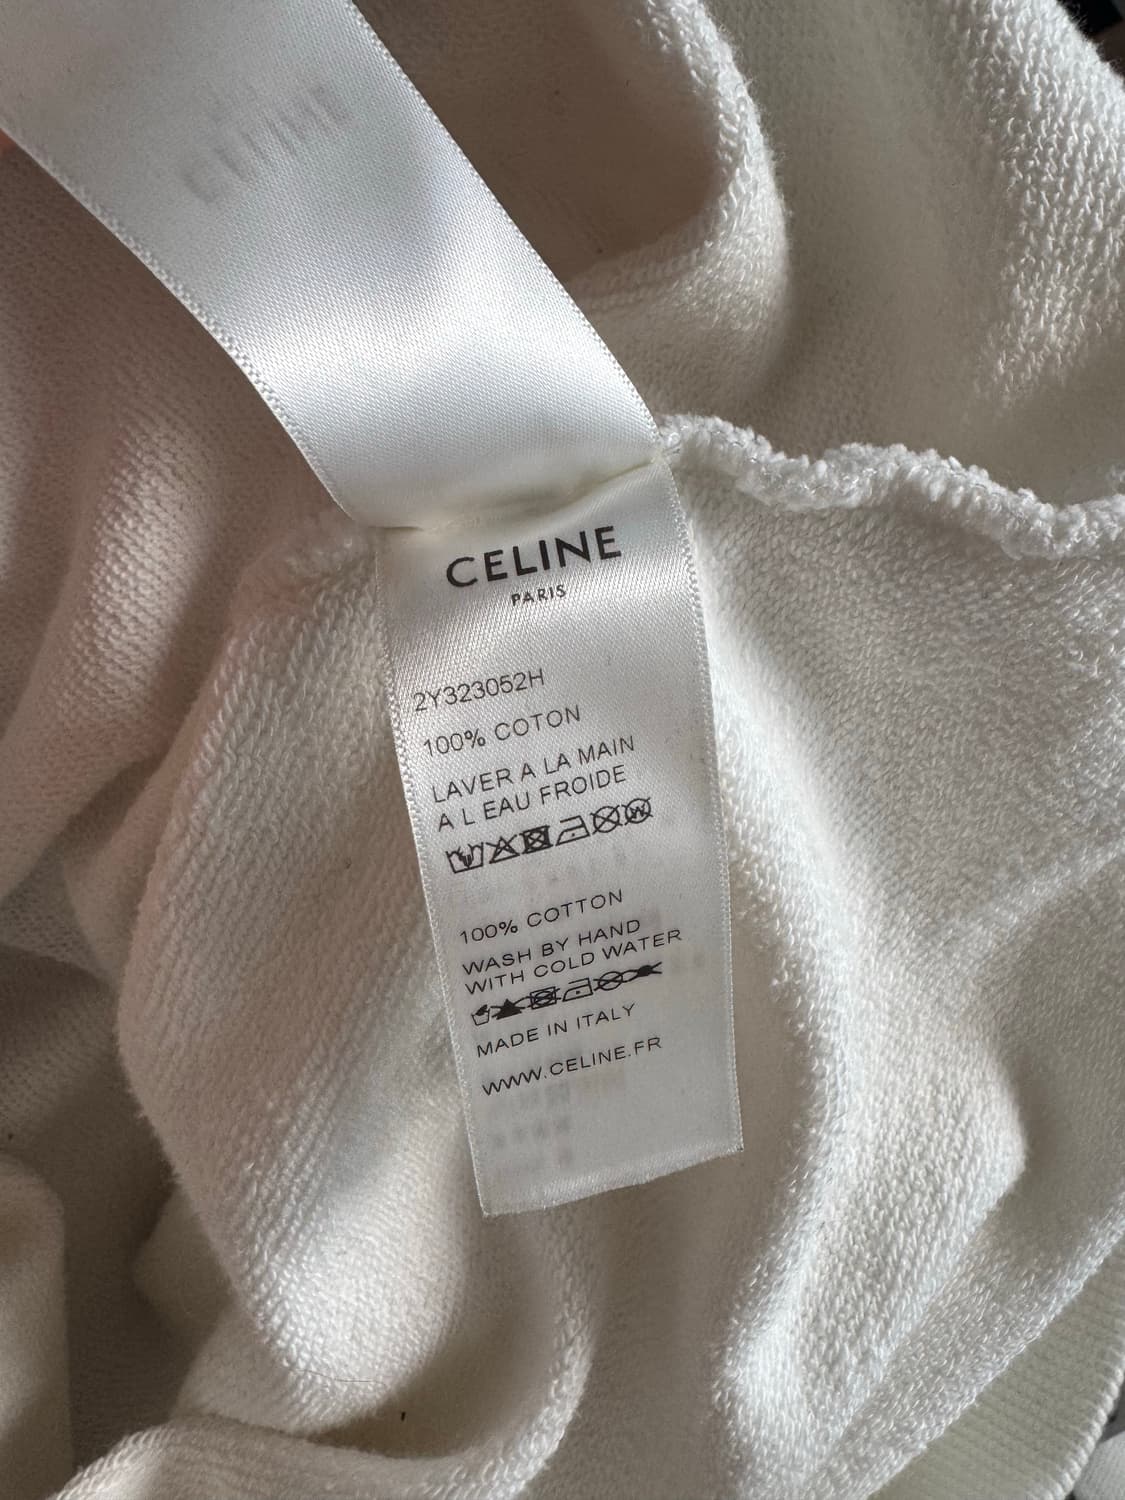 CELINE
PARIS
2Y323052H
100% COTON
LAVER A LA MAIN
A L EAU FROIDE
W
100% COTTON
WASH BY HAND
WITH COLD WATER
MADE IN ITALY
WWW.CELINE.FR